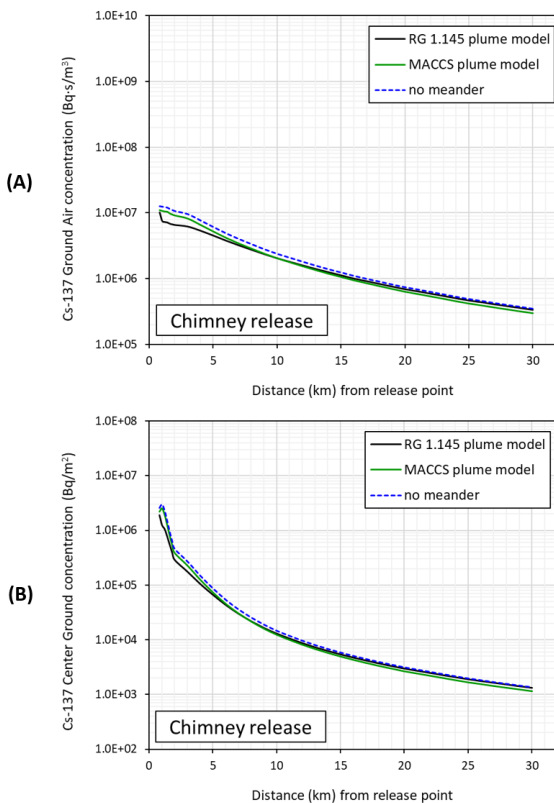 (A)
Cs-137 Ground Air concentration (Bq·s/m³)
1.0E+10
1.0E+09
1.0E+08
1.0E+07
1.0E+06
1.0E+05
RG 1.145 plume model
MACCS plume model
no meander
Chimney release
0 5 10 15 20 25 30
Distance (km) from release point
(B)
Cs-137 Center Ground concentration (Bq/m²)
1.0E+08
1.0E+07
1.0E+06
1.0E+05
1.0E+04
1.0E+03
1.0E+02
RG 1.145 plume model
MACCS plume model
no meander
Chimney release
0 5 10 15 20 25 30
Distance (km) from release point